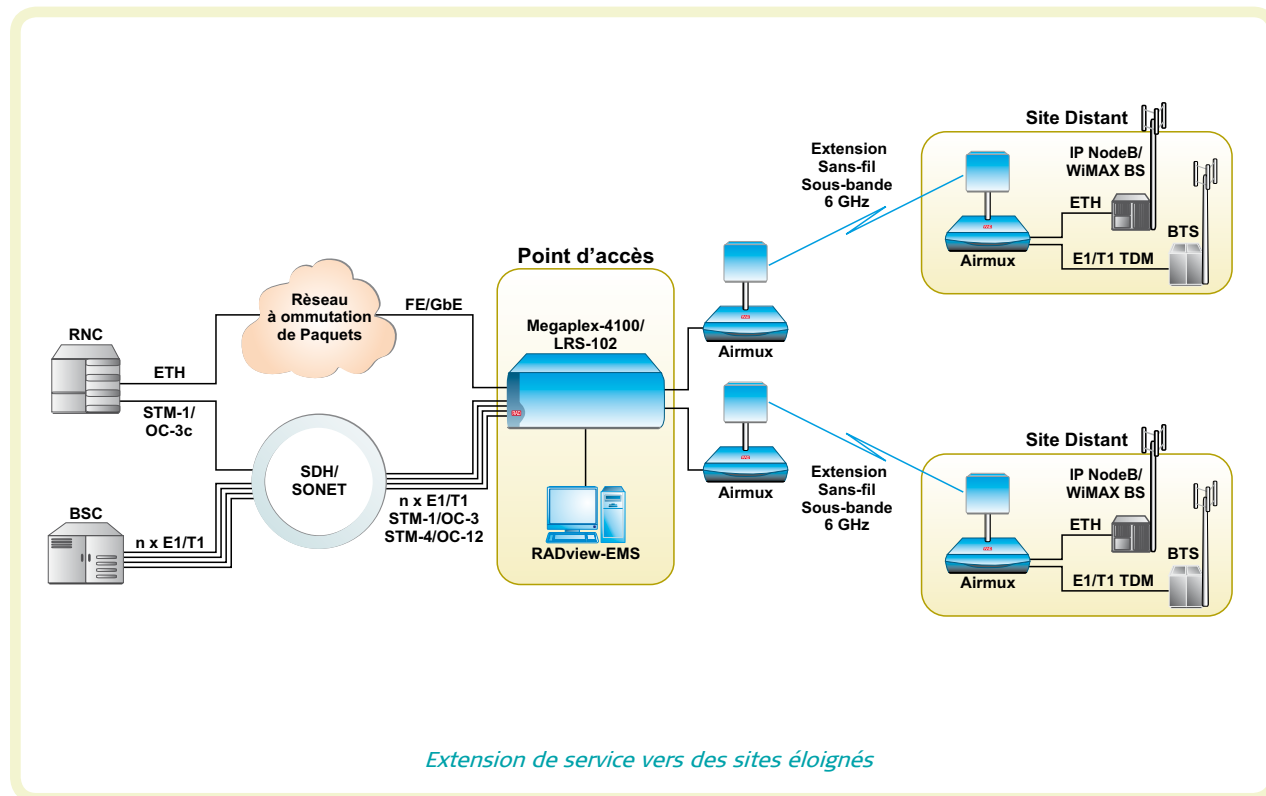 Site Distant
Extension
Sans-fil
Sous-bande
6 GHz
IP NodeB/
WiMAX BS
ETH
BTS
E1/T1 TDM
Airmux
Point d'accès
Rèseau
à ommutation
de Paquets
FE/GbE
Megaplex-4100/
LRS-102
Airmux
RNC
ETH
STM-1/
OC-3c
SDH/
SONET
n x E1/T1
STM-1/OC-3
STM-4/OC-12
BSC
n x E1/T1
RADview-EMS
Airmux
Extension
Sans-fil
Sous-bande
6 GHz
Site Distant
IP NodeB/
WiMAX BS
ETH
BTS
E1/T1 TDM
Airmux
Extension de service vers des sites éloignés